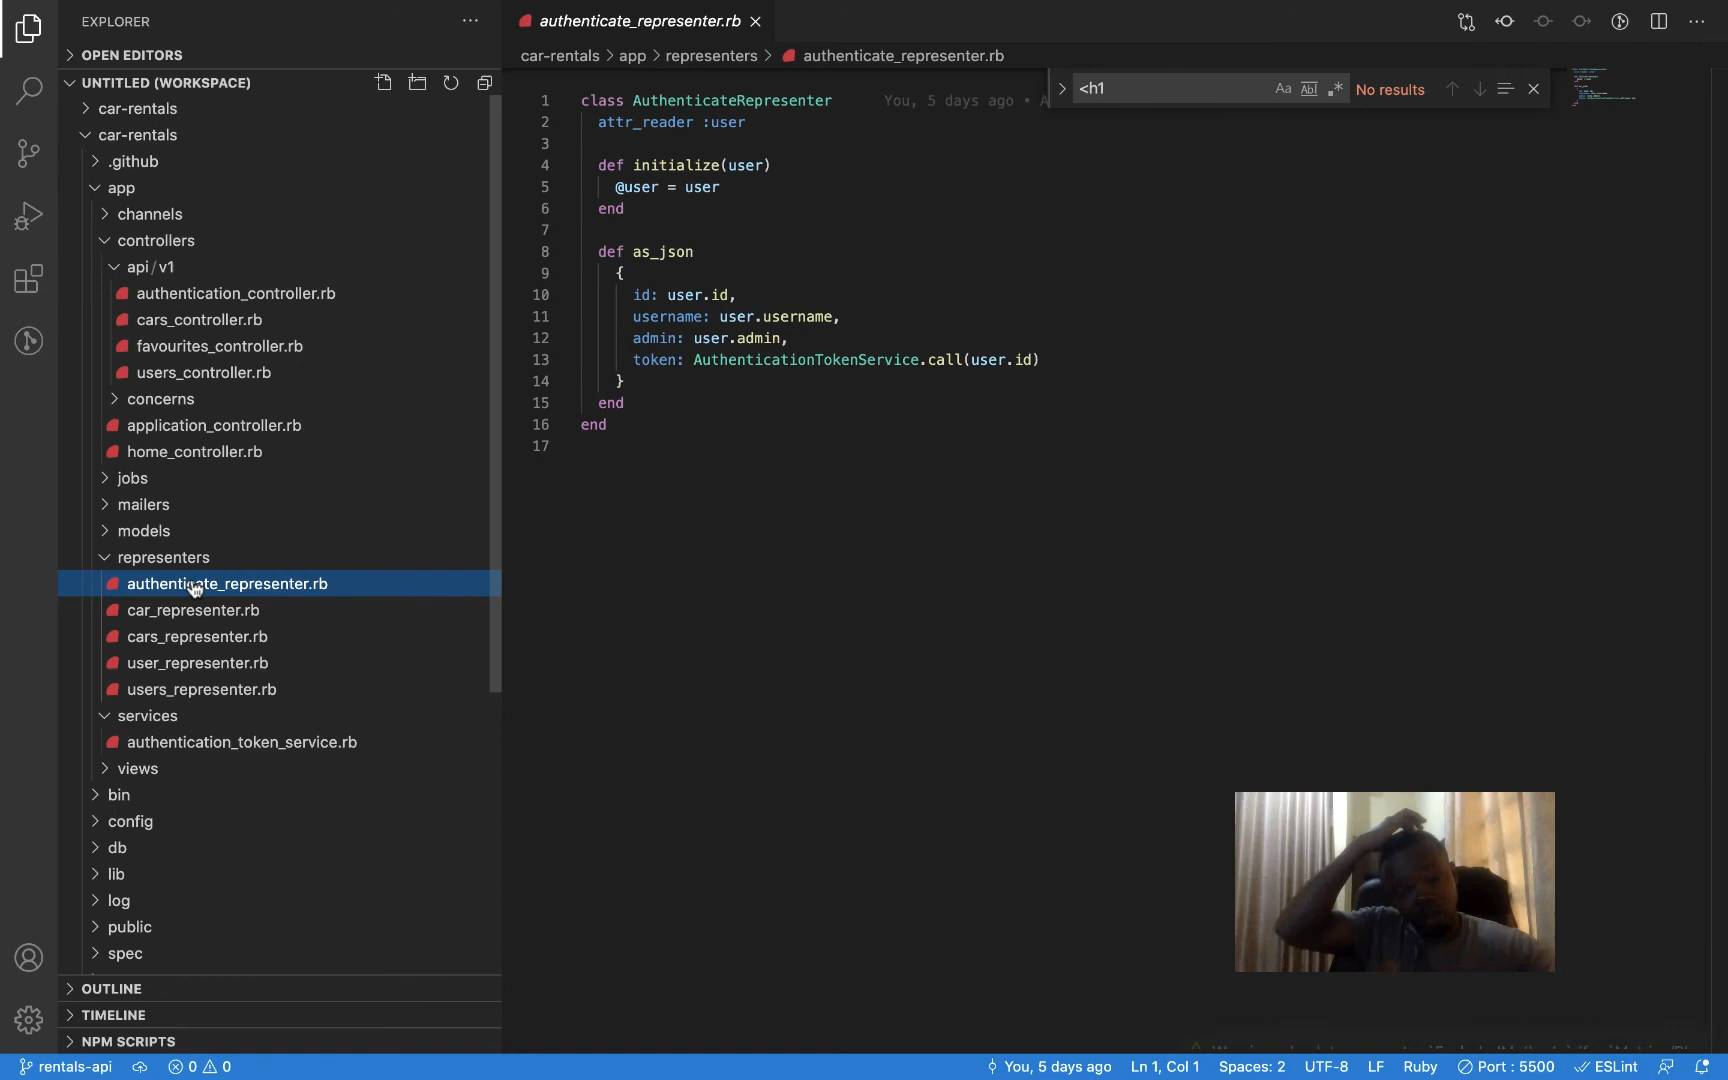 EXPLORER
OPEN EDITORS
UNTITLED (WORKSPACE)
car-rentals
car-rentals
.github
app
channels
controllers
api / v1
authentication_controller.rb
cars_controller.rb
favourites_controller.rb
users_controller.rb
concerns
application_controller.rb
home_controller.rb
jobs
mailers
models
representers
authenticate_representer.rb
car_representer.rb
cars_representer.rb
user_representer.rb
users_representer.rb
services
authentication_token_service.rb
views
bin
config
db
lib
log
public
spec
OUTLINE
TIMELINE
NPM SCRIPTS
authenticate_representer.rb
car-rentals > app > representers > authenticate_representer.rb
<h1 Aa Abl .* No results
1 class AuthenticateRepresenter You, 5 days ago •
2 attr_reader :user
3
4 def initialize(user)
5 @user = user
6 end
7
8 def as_json
9 {
10 id: user.id,
11 username: user.username,
12 admin: user.admin,
13 token: AuthenticationTokenService.call(user.id)
14 }
15 end
16 end
17
rentals-api 0 0 You, 5 days ago Ln 1, Col 1 Spaces: 2 UTF-8 LF Ruby Port : 5500 ESLint